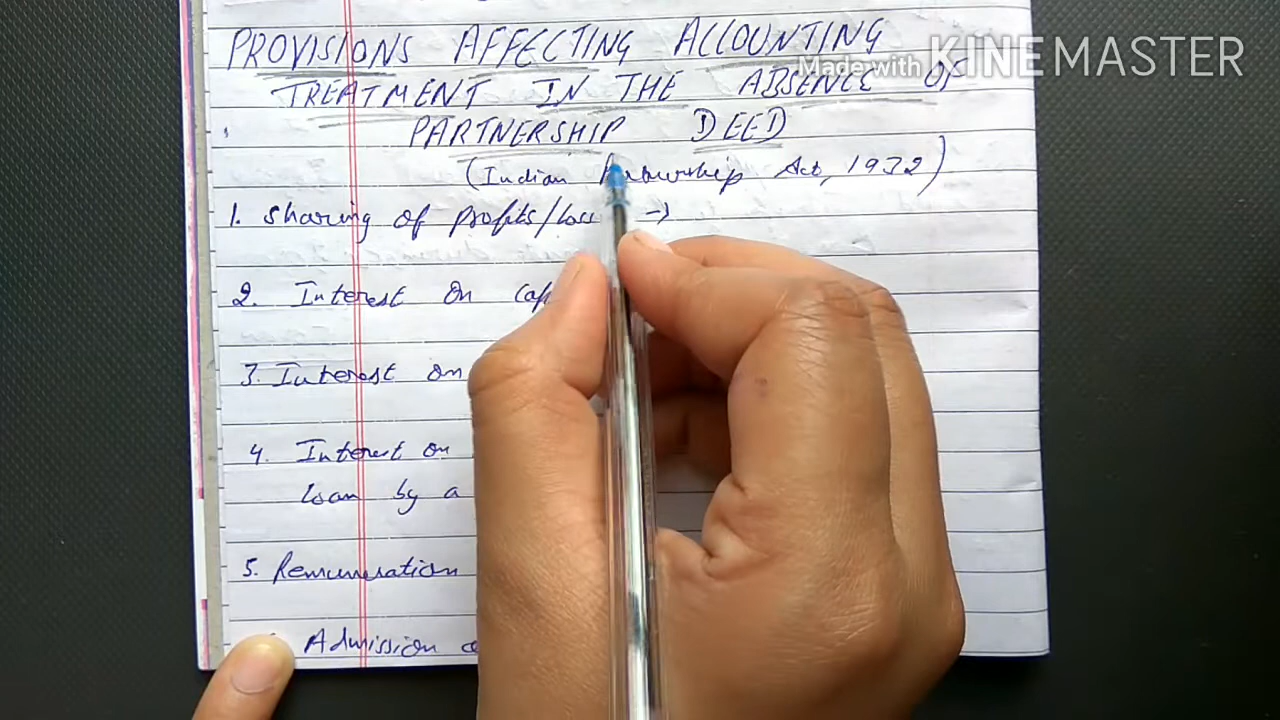 PROVISIONS AFFECTING ACCOUNTING
Made with KINEMASTER
TREATMENT IN THE ABSENCE OF
PARTNERSHIP DEED
(Indian Partnership Act, 1932)
1. Sharing of profits/loss →
2. Interest on Cap
3. Interest on
4. Interest on
loan by a
5. Remuneration
Admission